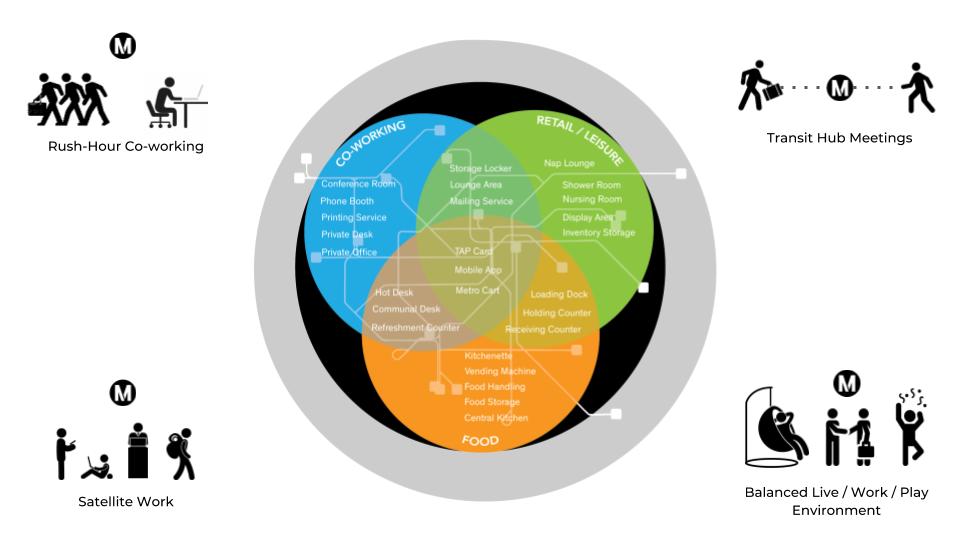 M
Rush-Hour Co-working
M
Transit Hub Meetings
CO-WORKING
Conference Room
Phone Booth
Printing Service
Private Desk
Private Office
Storage Locker
Lounge Area
Mailing Service
RETAIL / LEISURE
Nap Lounge
Shower Room
Nursing Room
Display Area
Inventory Storage
TAP Card
Mobile App
Metro Cart
Hot Desk
Communal Desk
Refreshment Counter
Loading Dock
Holding Counter
Receiving Counter
Kitchenette
Vending Machine
Food Handling
Food Storage
Central Kitchen
FOOD
M
Satellite Work
M
Balanced Live / Work / Play
Environment